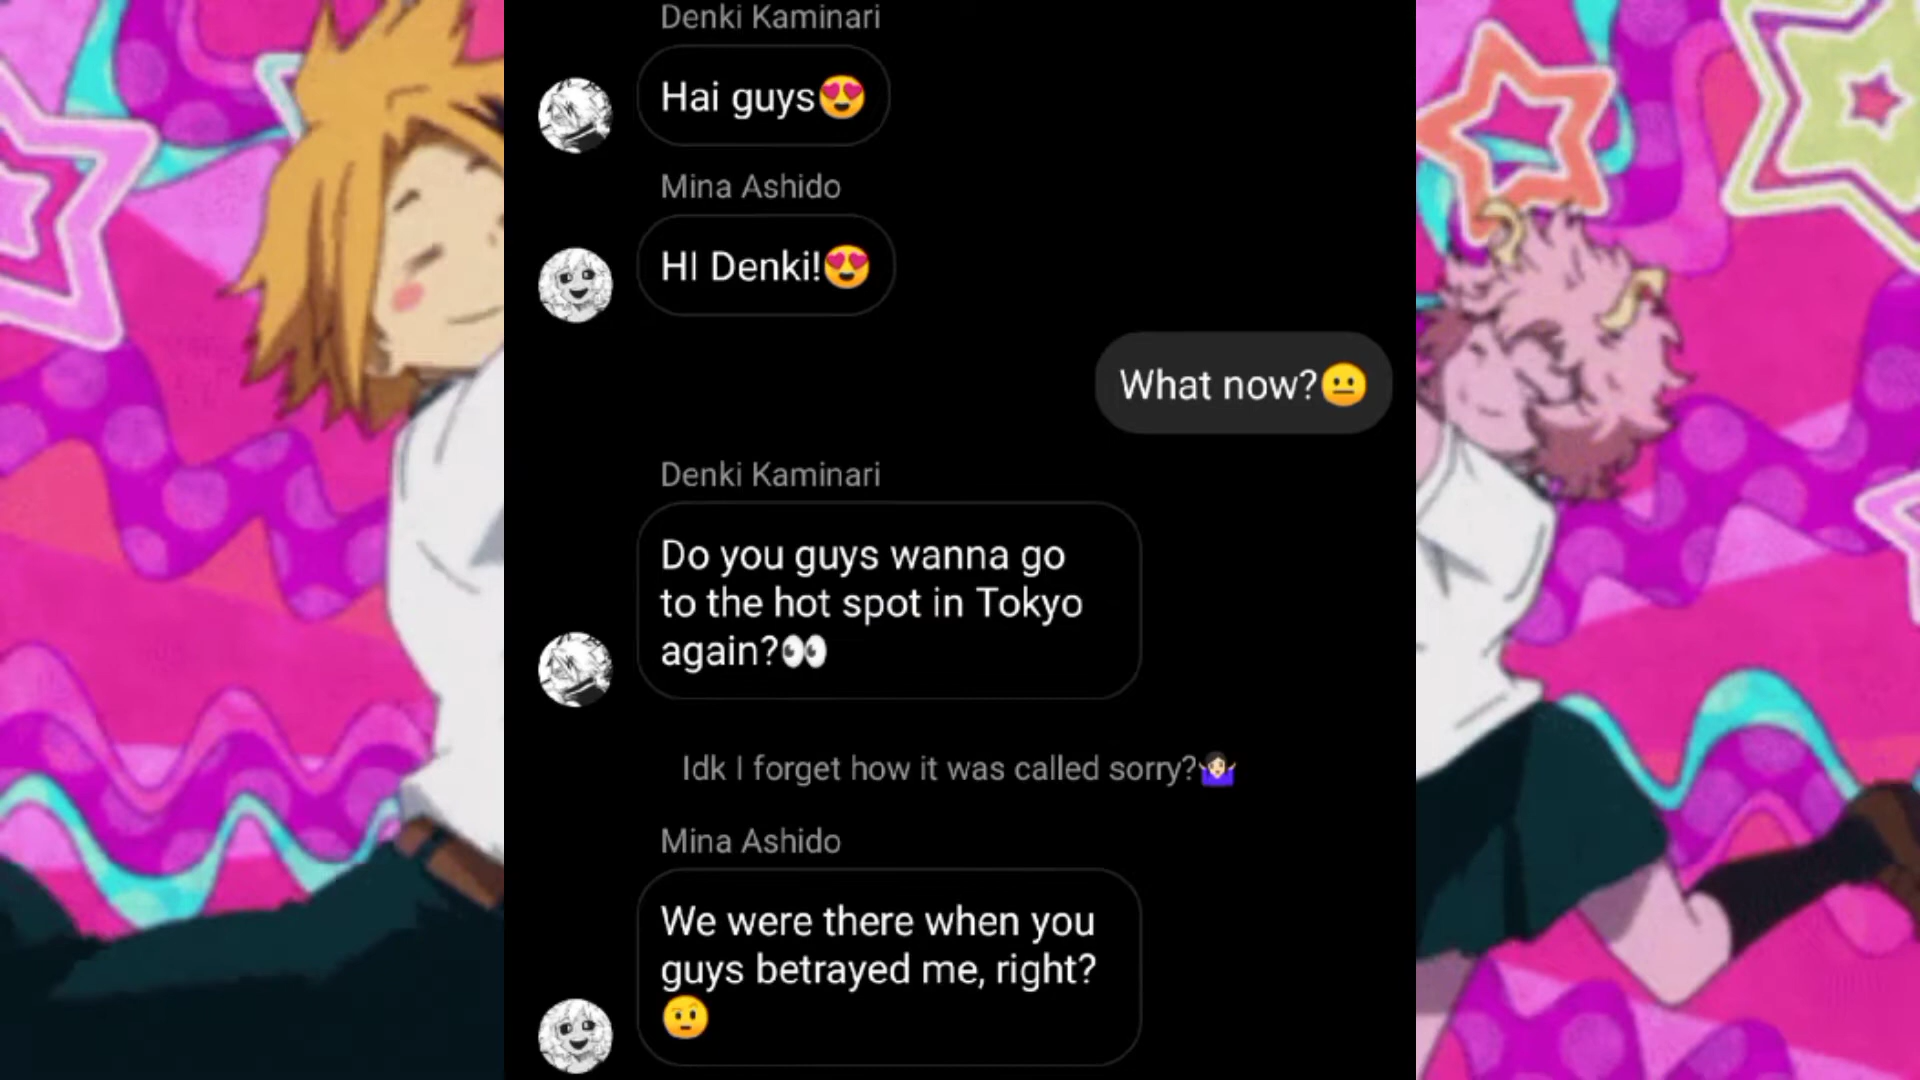 Denki Kaminari
Hai guys😍
Mina Ashido
HI Denki!😍
What now?😐
Denki Kaminari
Do you guys wanna go
to the hot spot in Tokyo
again?👀
Idk I forget how it was called sorry?🤷🏻‍♀️
Mina Ashido
We were there when you
guys betrayed me, right?
🤨